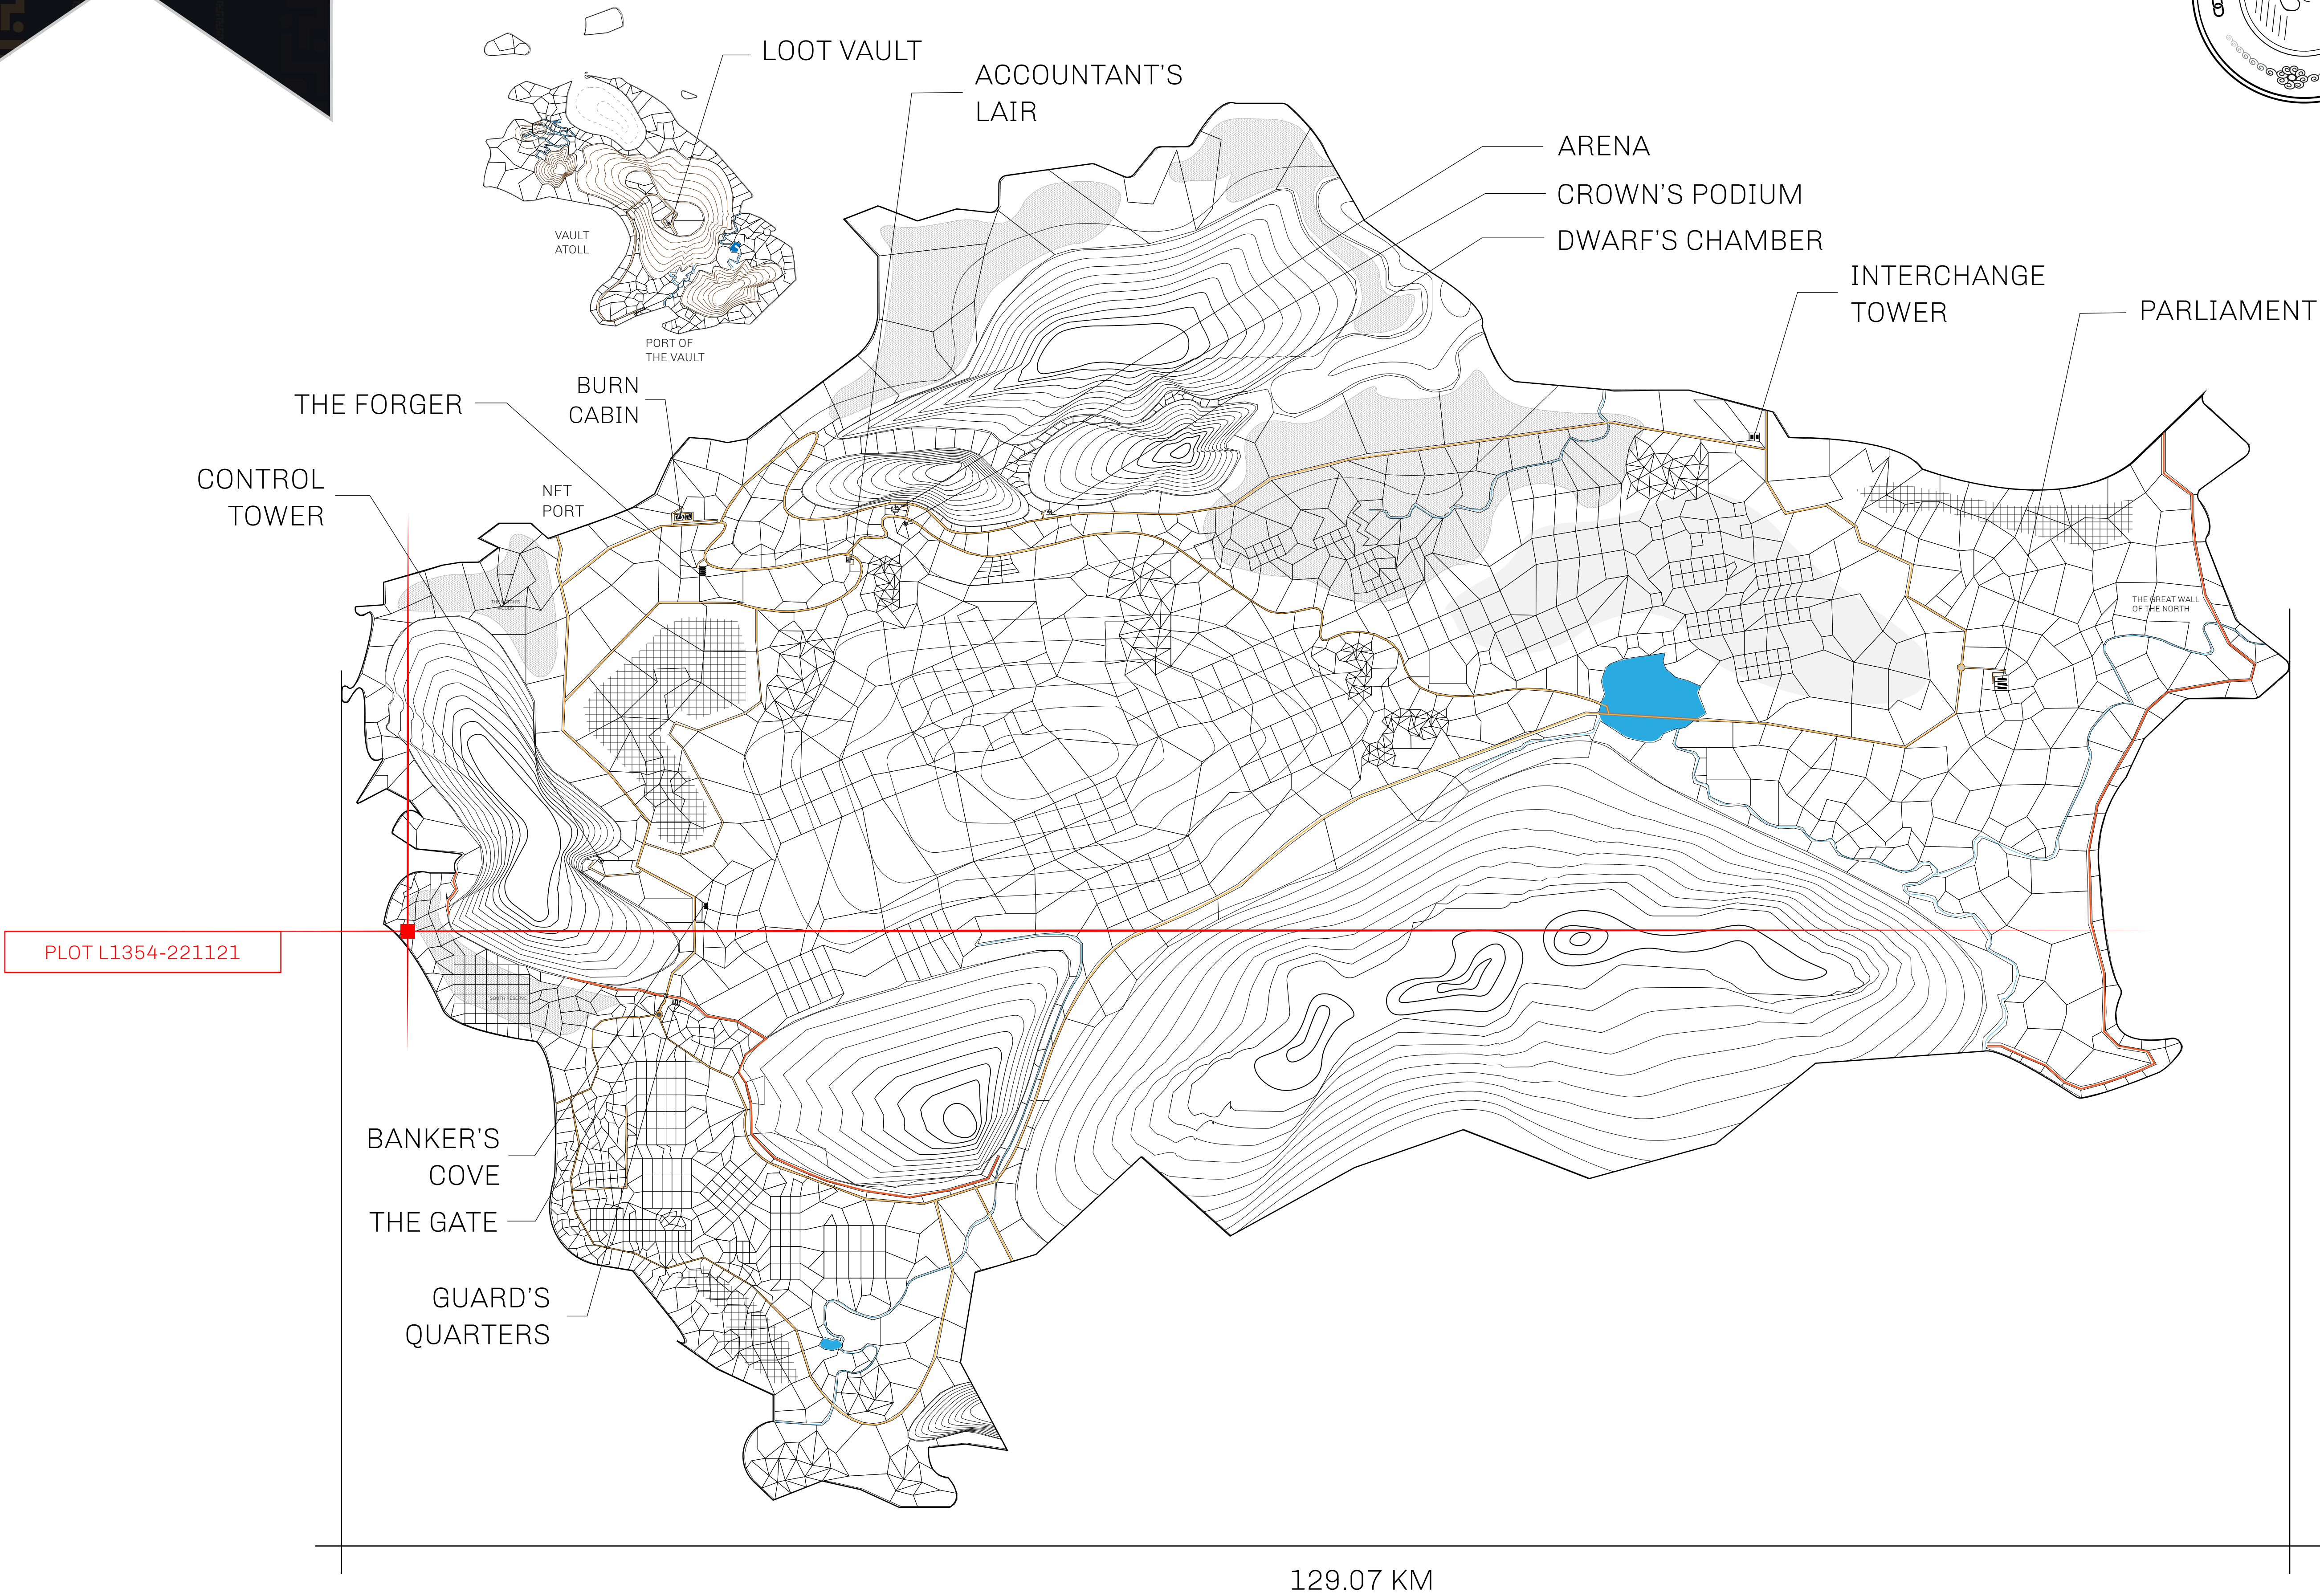 LOOT VAULT
ACCOUNTANT'S
LAIR
ARENA
CROWN'S PODIUM
DWARF'S CHAMBER
INTERCHANGE
TOWER
PARLIAMENT
VAULT
ATOLL
PORT OF
THE VAULT
BURN
CABIN
THE FORGER
CONTROL
TOWER
NFT
PORT
THE GREAT WALL
OF THE NORTH
PLOT L1354-221121
SOUTH RESERVE
BANKER'S
COVE
THE GATE
GUARD'S
QUARTERS
129.07 KM